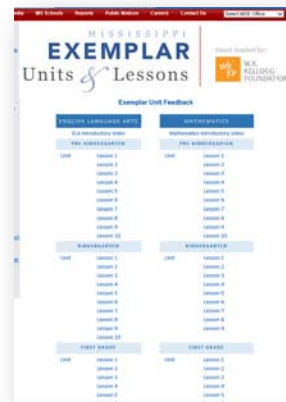 MS Schools Reports Public Notices Careers Contact Us Select MDE Office
MISSISSIPPI
EXEMPLAR
Units & Lessons
W.K.
KELLOGG
FOUNDATION
Exemplar Unit Feedback
ENGLISH LANGUAGE ARTS
ELA Introductory Video
PRE-KINDERGARTEN
Unit Lesson 1
Lesson 2
Lesson 3
Lesson 4
Lesson 5
Lesson 6
Lesson 7
Lesson 8
Lesson 9
Lesson 10
KINDERGARTEN
Unit Lesson 1
Lesson 2
Lesson 3
Lesson 4
Lesson 5
Lesson 6
Lesson 7
Lesson 8
Lesson 9
Lesson 10
FIRST GRADE
Unit Lesson 1
Lesson 2
Lesson 3
Lesson 4
Lesson 5
MATHEMATICS
Mathematics Introductory Video
PRE-KINDERGARTEN
Unit Lesson 1
Lesson 2
Lesson 3
Lesson 4
Lesson 5
Lesson 6
Lesson 7
Lesson 8
Lesson 9
Lesson 10
KINDERGARTEN
Unit Lesson 1
Lesson 2
Lesson 3
Lesson 4
Lesson 5
Lesson 6
Lesson 7
Lesson 8
Lesson 9
FIRST GRADE
Unit Lesson 1
Lesson 2
Lesson 3
Lesson 4
Lesson 5